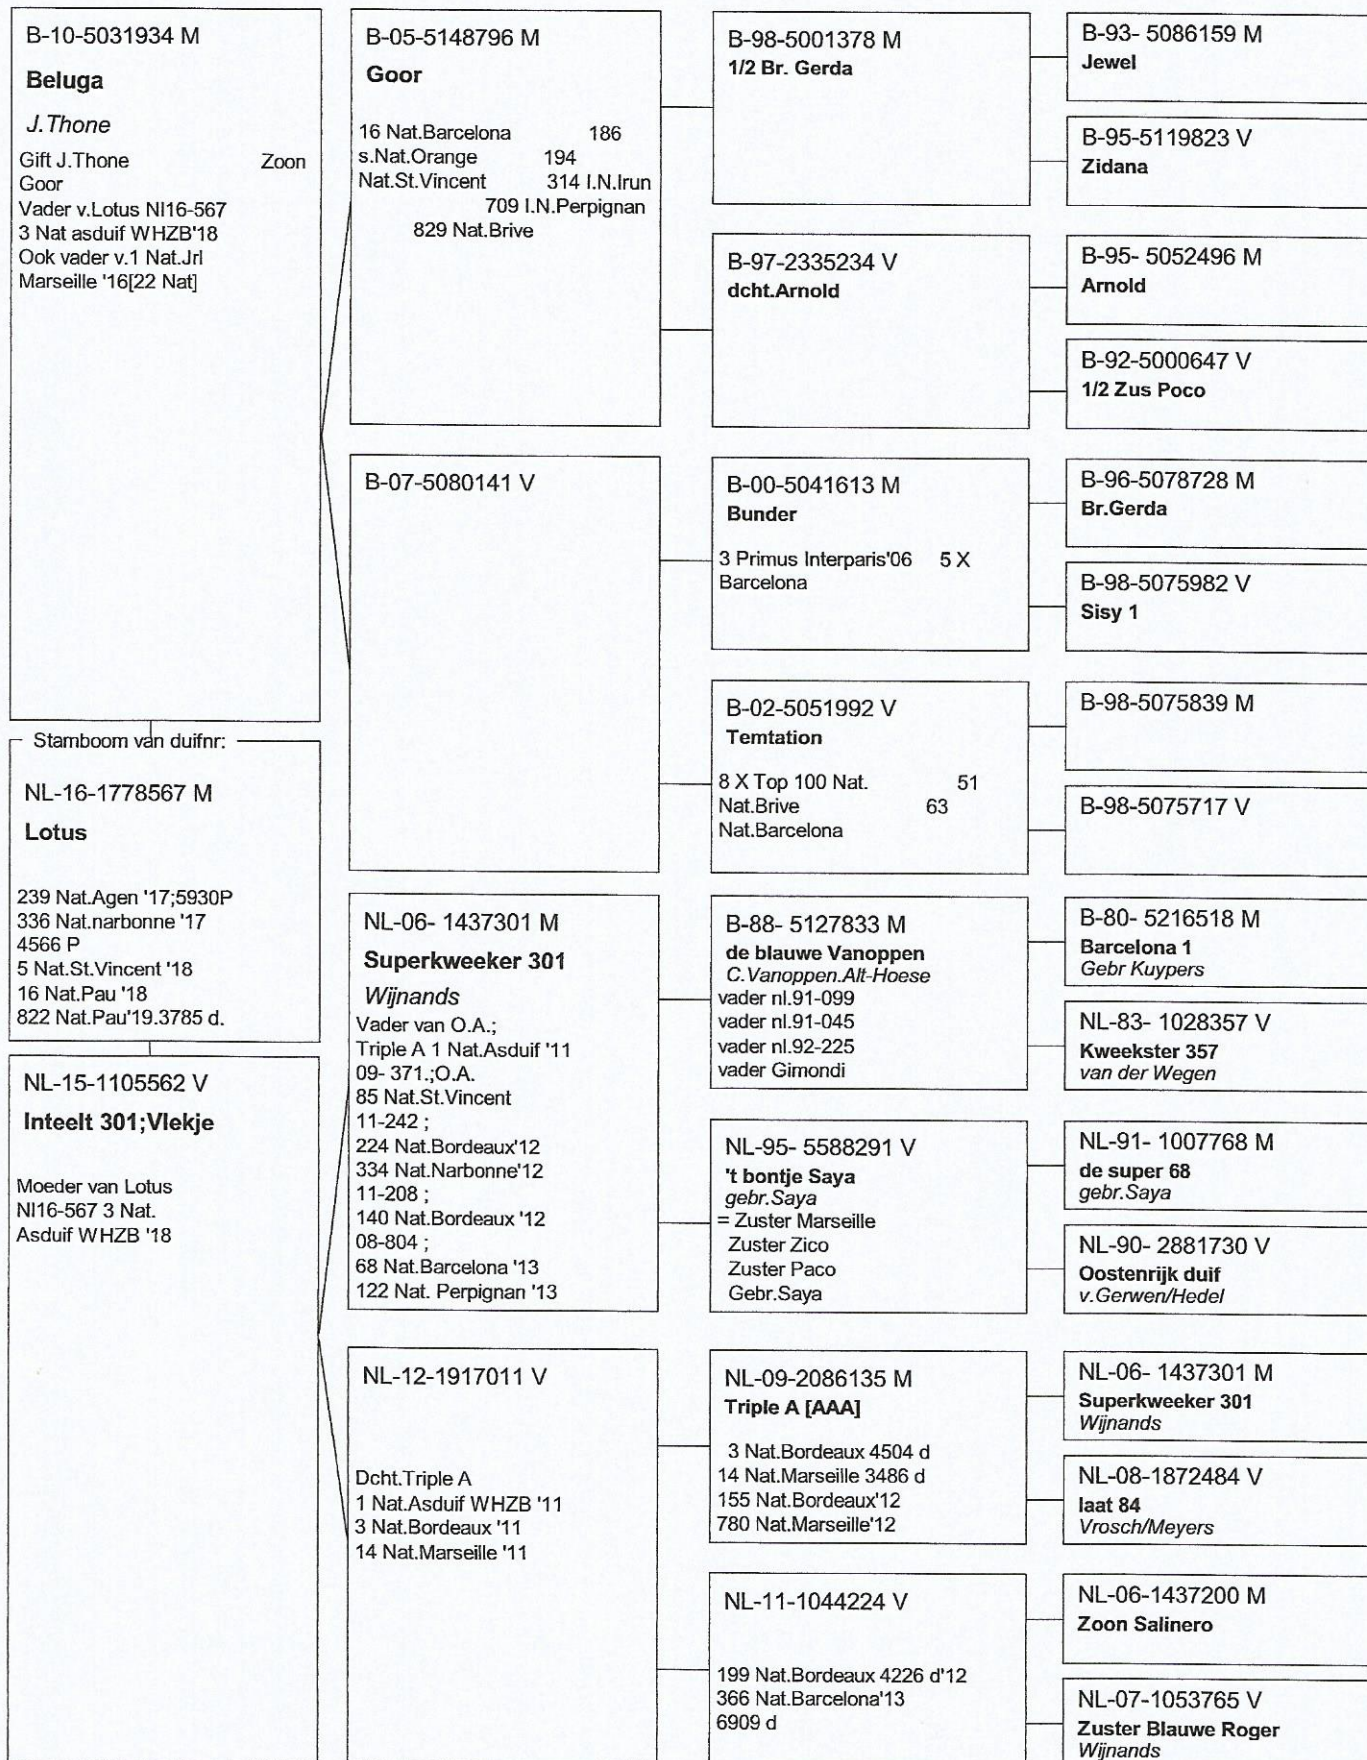 B-10-5031934 M
Beluga
J.Thone
Gift J.Thone Zoon
Goor
Vader v.Lotus Nl16-567
3 Nat asduif WHZB'18
Ook vader v.1 Nat.Jrl
Marseille '16[22 Nat]
Stamboom van duifnr:
NL-16-1778567 M
Lotus
239 Nat.Agen '17;5930P
336 Nat.narbonne '17
4566 P
5 Nat.St.Vincent '18
16 Nat.Pau '18
822 Nat.Pau'19.3785 d.
NL-15-1105562 V
Inteelt 301;Vlekje
Moeder van Lotus
Nl16-567 3 Nat.
Asduif WHZB '18
B-05-5148796 M
Goor
16 Nat.Barcelona 186
s.Nat.Orange 194
Nat.St.Vincent 314 I.N.Irun
709 I.N.Perpignan
829 Nat.Brive
B-07-5080141 V
NL-06- 1437301 M
Superkweeker 301
Wijnands
Vader van O.A.;
Triple A 1 Nat.Asduif '11
09- 371.;O.A.
85 Nat.St.Vincent
11-242 ;
224 Nat.Bordeaux'12
334 Nat.Narbonne'12
11-208 ;
140 Nat.Bordeaux '12
08-804 ;
68 Nat.Barcelona '13
122 Nat. Perpignan '13
NL-12-1917011 V
Dcht.Triple A
1 Nat.Asduif WHZB '11
3 Nat.Bordeaux '11
14 Nat.Marseille '11
B-98-5001378 M
1/2 Br. Gerda
B-97-2335234 V
dcht.Arnold
B-00-5041613 M
Bunder
3 Primus Interparis'06 5 X
Barcelona
B-02-5051992 V
Temtation
8 X Top 100 Nat. 51
Nat.Brive 63
Nat.Barcelona
B-88- 5127833 M
de blauwe Vanoppen
C.Vanoppen.Alt-Hoese
vader nl.91-099
vader nl.91-045
vader nl.92-225
vader Gimondi
NL-95- 5588291 V
't bontje Saya
gebr.Saya
= Zuster Marseille
Zuster Zico
Zuster Paco
Gebr.Saya
NL-09-2086135 M
Triple A [AAA]
3 Nat.Bordeaux 4504 d
14 Nat.Marseille 3486 d
155 Nat.Bordeaux'12
780 Nat.Marseille'12
NL-11-1044224 V
199 Nat.Bordeaux 4226 d'12
366 Nat.Barcelona'13
6909 d
B-93- 5086159 M
Jewel
B-95-5119823 V
Zidana
B-95- 5052496 M
Arnold
B-92-5000647 V
1/2 Zus Poco
B-96-5078728 M
Br.Gerda
B-98-5075982 V
Sisy 1
B-98-5075839 M
B-98-5075717 V
B-80- 5216518 M
Barcelona 1
Gebr Kuypers
NL-83- 1028357 V
Kweekster 357
van der Wegen
NL-91- 1007768 M
de super 68
gebr.Saya
NL-90- 2881730 V
Oostenrijk duif
v.Gerwen/Hedel
NL-06- 1437301 M
Superkweeker 301
Wijnands
NL-08-1872484 V
laat 84
Vrosch/Meyers
NL-06-1437200 M
Zoon Salinero
NL-07-1053765 V
Zuster Blauwe Roger
Wijnands